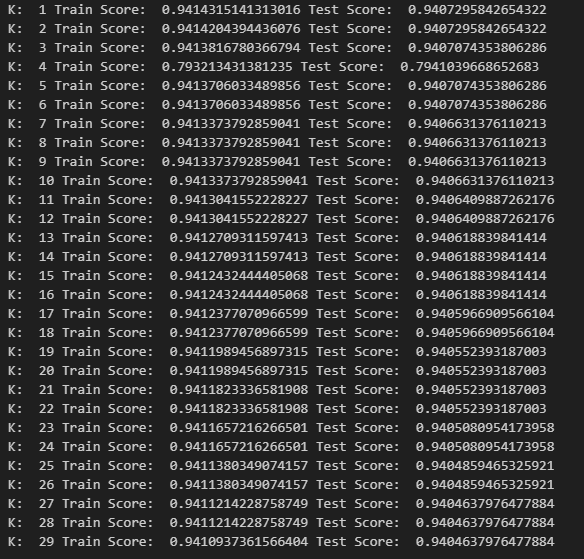 K:  1 Train Score:  0.9414315141313016 Test Score:  0.9407295842654322
K:  2 Train Score:  0.9414204394436076 Test Score:  0.9407295842654322
K:  3 Train Score:  0.9413816780366794 Test Score:  0.9407074353806286
K:  4 Train Score:  0.793213431381235 Test Score:  0.7941039668652683
K:  5 Train Score:  0.9413706033489856 Test Score:  0.9407074353806286
K:  6 Train Score:  0.9413706033489856 Test Score:  0.9407074353806286
K:  7 Train Score:  0.9413373792859041 Test Score:  0.9406631376110213
K:  8 Train Score:  0.9413373792859041 Test Score:  0.9406631376110213
K:  9 Train Score:  0.9413373792859041 Test Score:  0.9406631376110213
K:  10 Train Score:  0.9413373792859041 Test Score:  0.9406631376110213
K:  11 Train Score:  0.9413041552228227 Test Score:  0.9406409887262176
K:  12 Train Score:  0.9413041552228227 Test Score:  0.9406409887262176
K:  13 Train Score:  0.9412709311597413 Test Score:  0.940618839841414
K:  14 Train Score:  0.9412709311597413 Test Score:  0.940618839841414
K:  15 Train Score:  0.9412432444405068 Test Score:  0.940618839841414
K:  16 Train Score:  0.9412432444405068 Test Score:  0.940618839841414
K:  17 Train Score:  0.9412377070966599 Test Score:  0.9405966909566104
K:  18 Train Score:  0.9412377070966599 Test Score:  0.9405966909566104
K:  19 Train Score:  0.9411989456897315 Test Score:  0.940552393187003
K:  20 Train Score:  0.9411989456897315 Test Score:  0.940552393187003
K:  21 Train Score:  0.9411823336581908 Test Score:  0.940552393187003
K:  22 Train Score:  0.9411823336581908 Test Score:  0.940552393187003
K:  23 Train Score:  0.9411657216266501 Test Score:  0.9405080954173958
K:  24 Train Score:  0.9411657216266501 Test Score:  0.9405080954173958
K:  25 Train Score:  0.9411380349074157 Test Score:  0.9404859465325921
K:  26 Train Score:  0.9411380349074157 Test Score:  0.9404859465325921
K:  27 Train Score:  0.9411214228758749 Test Score:  0.9404637976477884
K:  28 Train Score:  0.9411214228758749 Test Score:  0.9404637976477884
K:  29 Train Score:  0.9410937361566404 Test Score:  0.9404637976477884